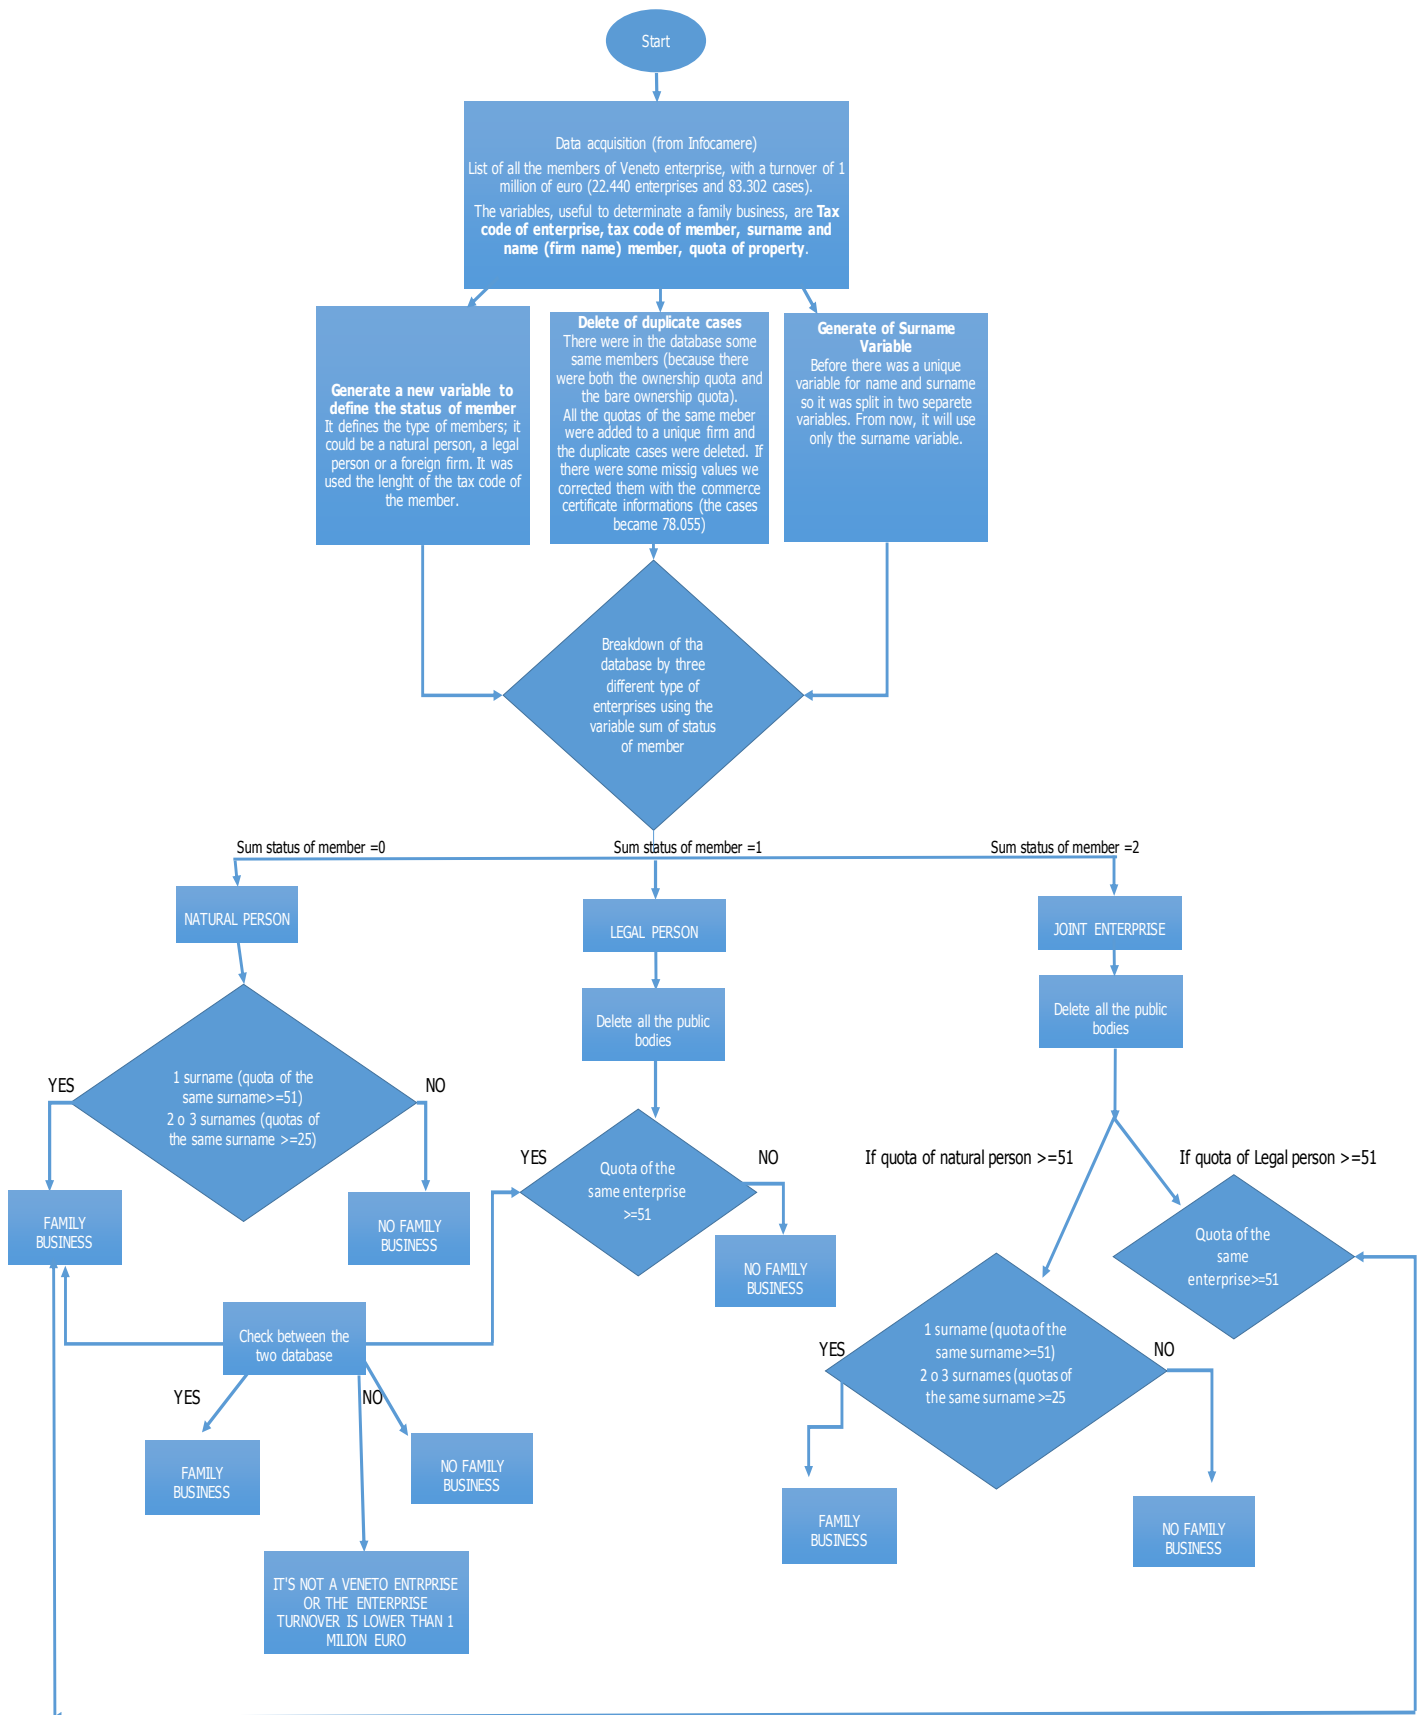 Start
Data acquisition (from Infocamere)
List of all the members of Veneto enterprise, with a turnover of 1
million of euro (22.440 enterprises and 83.302 cases).
The variables, useful to determinate a family business, are Tax
code of enterprise, tax code of member, surname and
name (firm name) member, quota of property.
Generate a new variable to
define the status of member
It defines the type of members; it
could be a natural person, a legal
person or a foreign firm. It was
used the lenght of the tax code of
the member.
Delete of duplicate cases
There were in the database some
same members (because there
were both the ownership quota and
the bare ownership quota).
All the quotas of the same meber
were added to a unique firm and
the duplicate cases were deleted. If
there were some missig values we
corrected them with the commerce
certificate informations (the cases
became 78.055)
Generate of Surname
Variable
Before there was a unique
variable for name and surname
so it was split in two separete
variables. From now, it will use
only the surname variable.
Breakdown of tha
database by three
different type of
enterprises using the
variable sum of status
of member
Sum status of member =0
Sum status of member =1
Sum status of member =2
NATURAL PERSON
LEGAL PERSON
JOINT ENTERPRISE
Delete all the public
bodies
Delete all the public
bodies
YES
1 surname (quota of the
same surname>=51)
2 o 3 surnames (quotas of
the same surname >=25)
NO
YES
Quota of the
same enterprise
>=51
NO
If quota of natural person >=51
If quota of Legal person >=51
FAMILY
BUSINESS
NO FAMILY
BUSINESS
NO FAMILY
BUSINESS
Quota of the
same
enterprise>=51
Check between the
two database
YES
NO
YES
1 surname (quota of the
same surname>=51)
2 o 3 surnames (quotas of
the same surname >=25
NO
FAMILY
BUSINESS
NO FAMILY
BUSINESS
FAMILY
BUSINESS
NO FAMILY
BUSINESS
IT'S NOT A VENETO ENTRPRISE
OR THE ENTERPRISE
TURNOVER IS LOWER THAN 1
MILION EURO